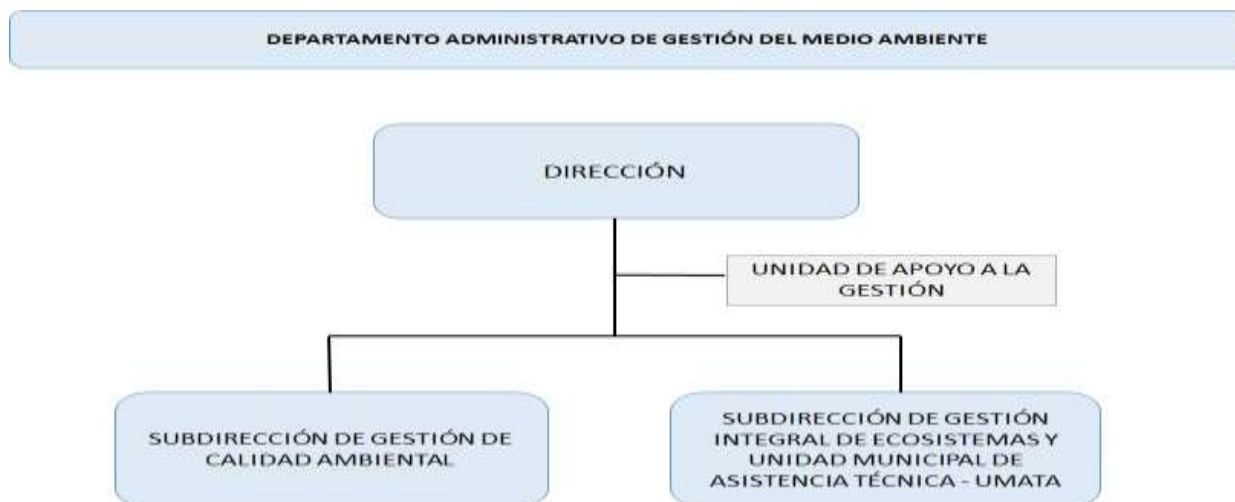 DEPARTAMENTO ADMINISTRATIVO DE GESTIÓN DEL MEDIO AMBIENTE
DIRECCIÓN
UNIDAD DE APOYO A LA
GESTIÓN
SUBDIRECCIÓN DE GESTIÓN DE
CALIDAD AMBIENTAL
SUBDIRECCIÓN DE GESTIÓN
INTEGRAL DE ECOSISTEMAS Y
UNIDAD MUNICIPAL DE
ASISTENCIA TÉCNICA - UMATA